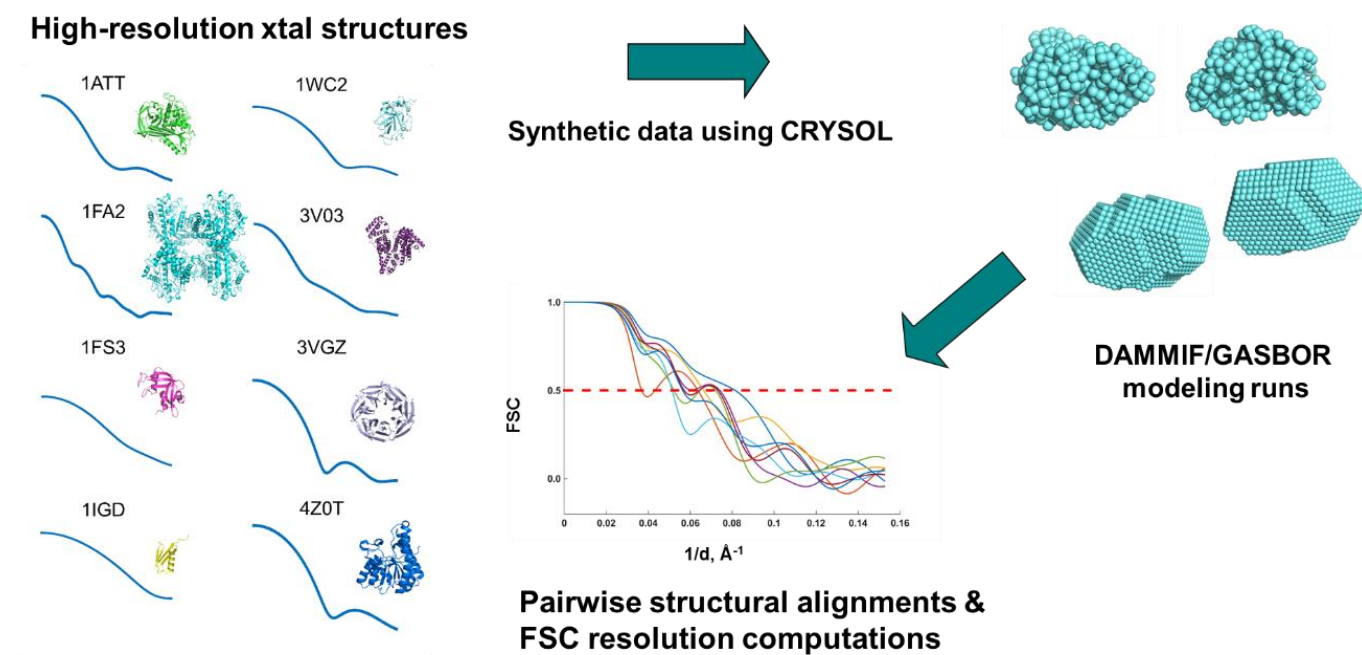 High-resolution xtal structures
1ATT
1WC2
1FA2
3V03
1FS3
3VGZ
1IGD
4Z0T
Synthetic data using CRYSOL
DAMMIF/GASBOR
modeling runs
FSC
1.0
0.5
0.0
0
0.02
0.04
0.06
0.08
0.1
0.12
0.14
0.16
1/d, Å-1
Pairwise structural alignments &
FSC resolution computations